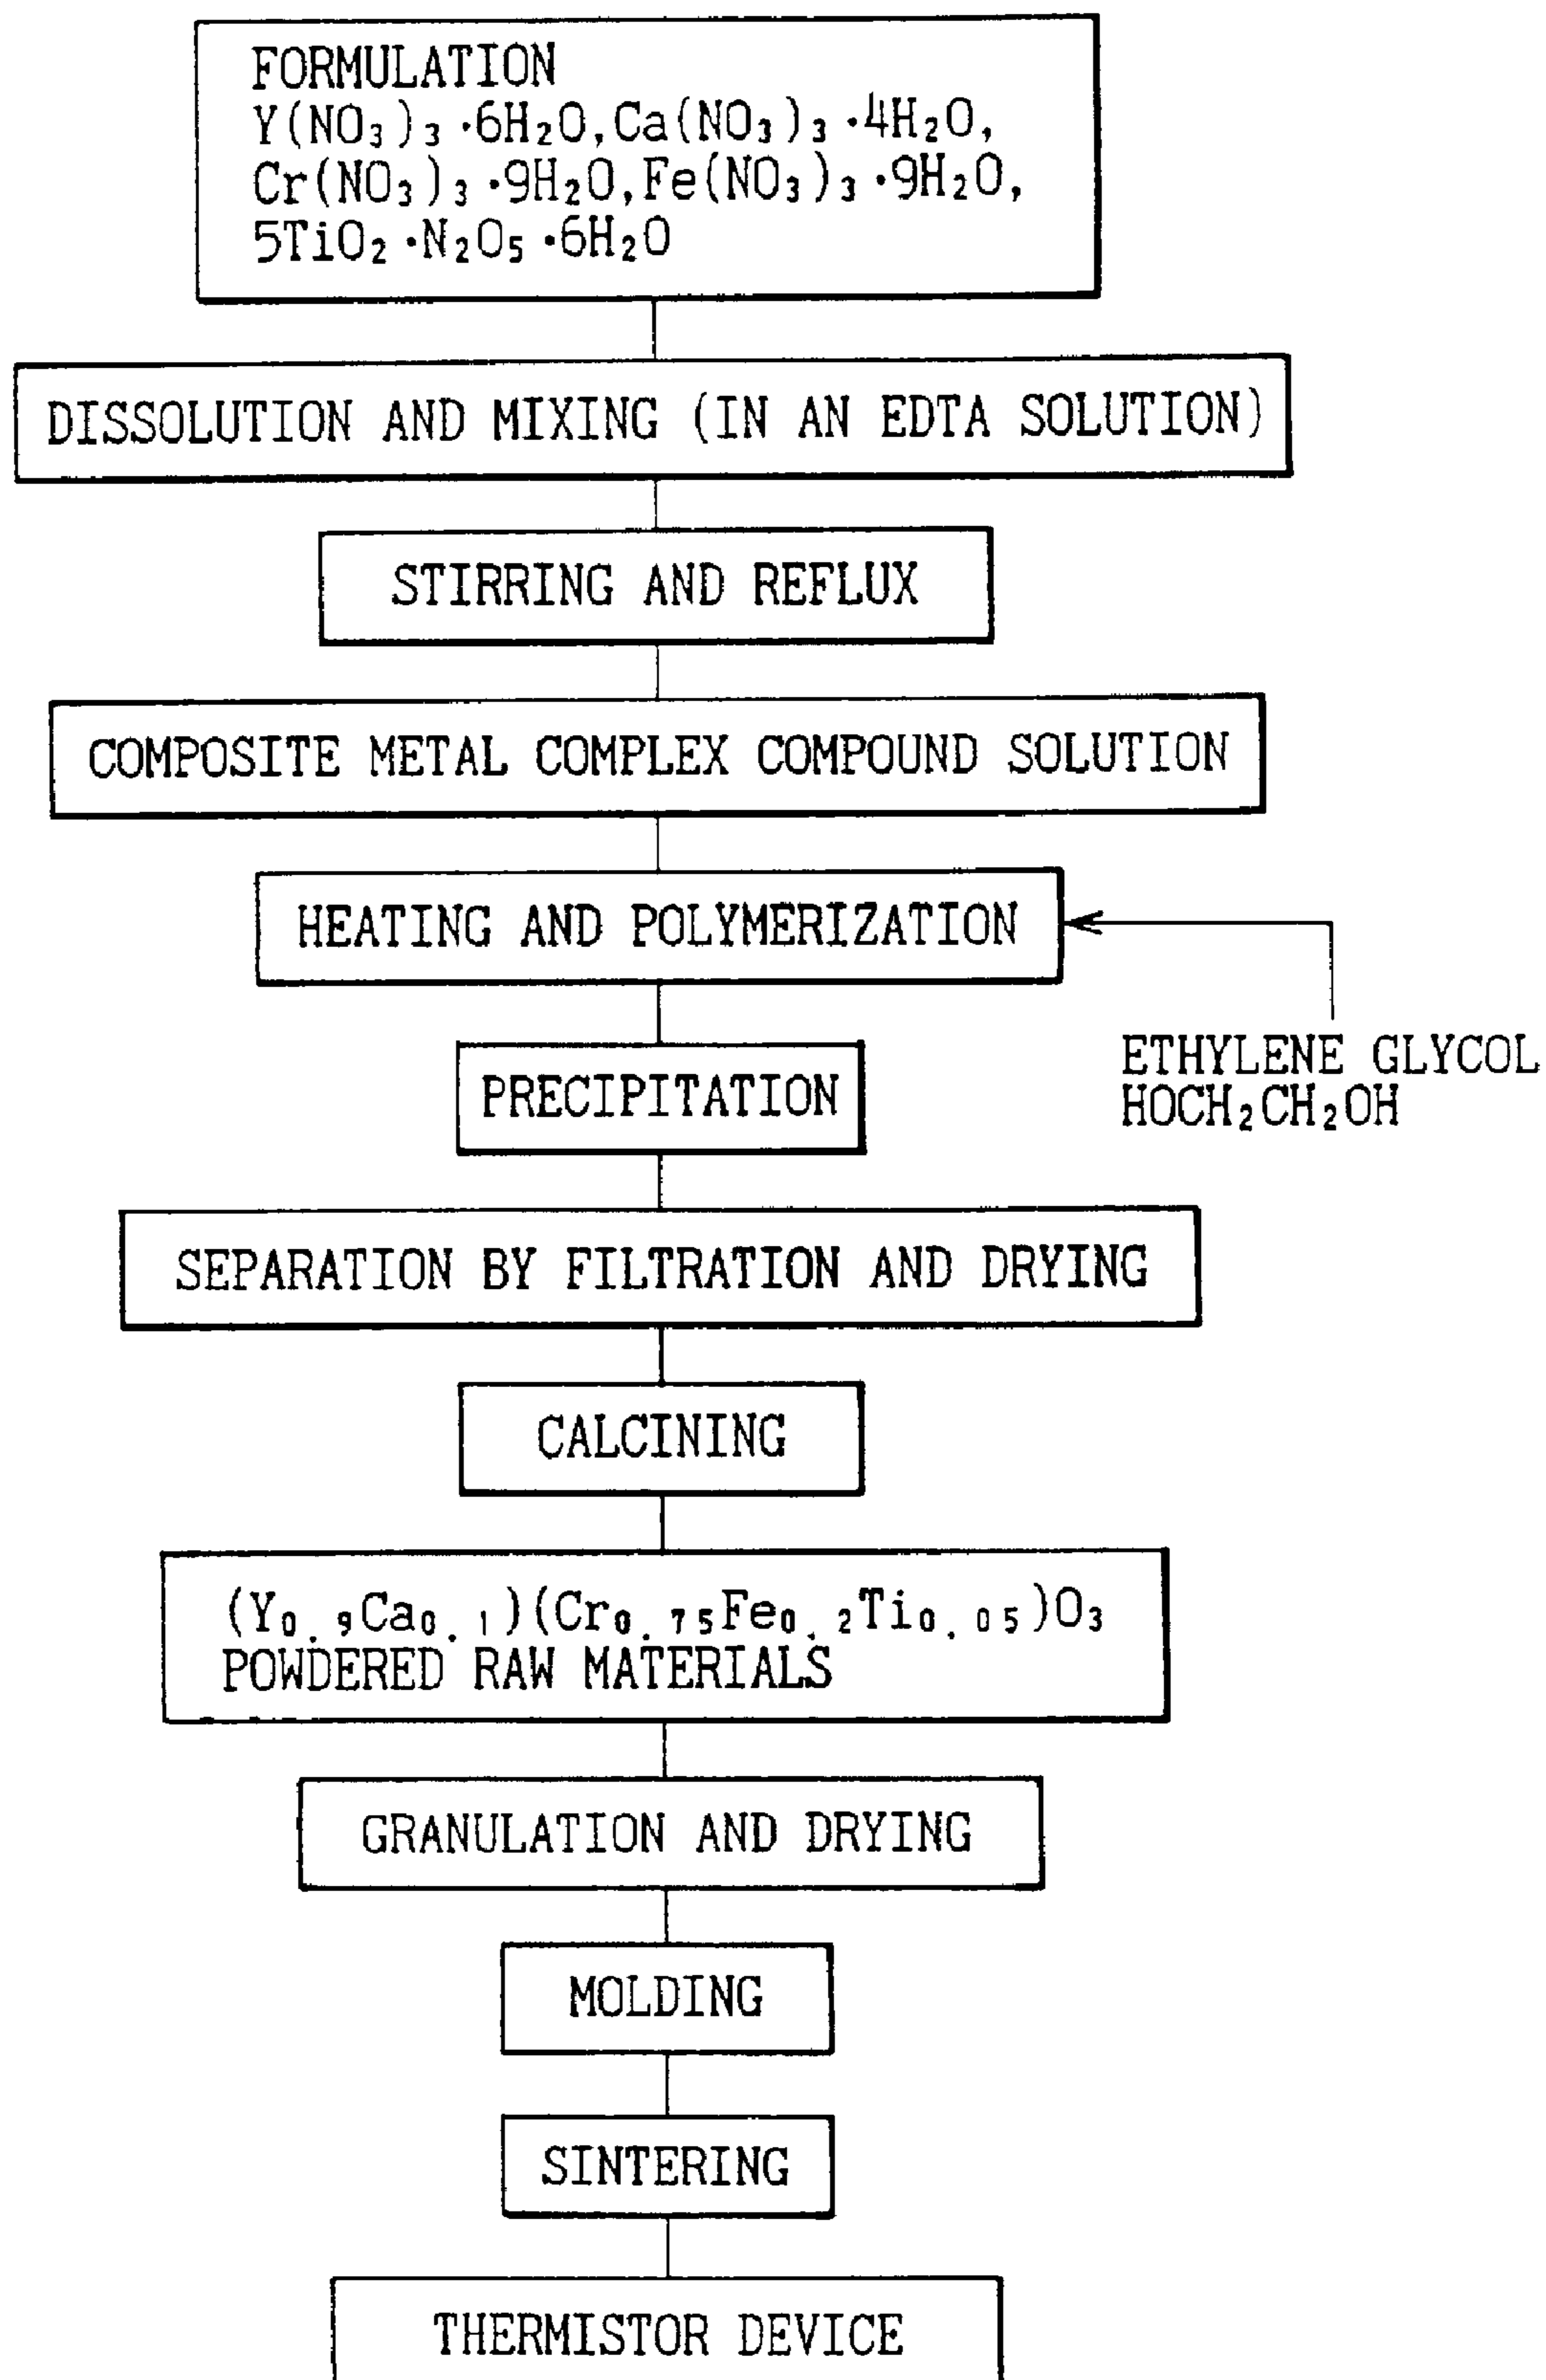 FORMULATION
Y(NO₃)₃·6H₂O,Ca(NO₃)₃·4H₂O,
Cr(NO₃)₃·9H₂O,Fe(NO₃)₃·9H₂O,
5TiO₂·N₂O₅·6H₂O
DISSOLUTION AND MIXING (IN AN EDTA SOLUTION)
STIRRING AND REFLUX
COMPOSITE METAL COMPLEX COMPOUND SOLUTION
HEATING AND POLYMERIZATION
ETHYLENE GLYCOL
HOCH₂CH₂OH
PRECIPITATION
SEPARATION BY FILTRATION AND DRYING
CALCINING
(Y₀.₉Ca₀.₁)(Cr₀.₇₅Fe₀.₂Ti₀.₀₅)O₃
POWDERED RAW MATERIALS
GRANULATION AND DRYING
MOLDING
SINTERING
THERMISTOR DEVICE